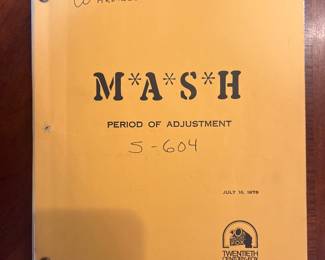 M*A*S*H
PERIOD OF ADJUSTMENT
S-604
JULY 10, 1979
TWENTIETH
CENTURY-FOX